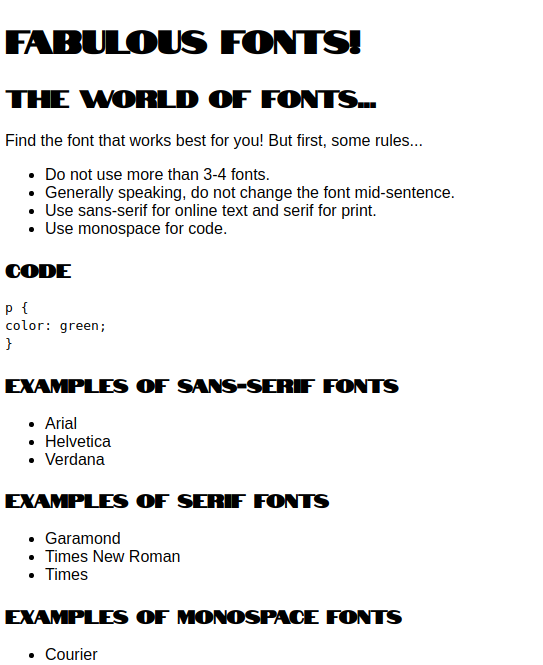 FABULOUS FONTS!
THE WORLD OF FONTS...
Find the font that works best for you! But first, some rules...
• Do not use more than 3-4 fonts.
• Generally speaking, do not change the font mid-sentence.
• Use sans-serif for online text and serif for print.
• Use monospace for code.
CODE
p {
color: green;
}
EXAMPLES OF SANS-SERIF FONTS
• Arial
• Helvetica
• Verdana
EXAMPLES OF SERIF FONTS
• Garamond
• Times New Roman
• Times
EXAMPLES OF MONOSPACE FONTS
• Courier